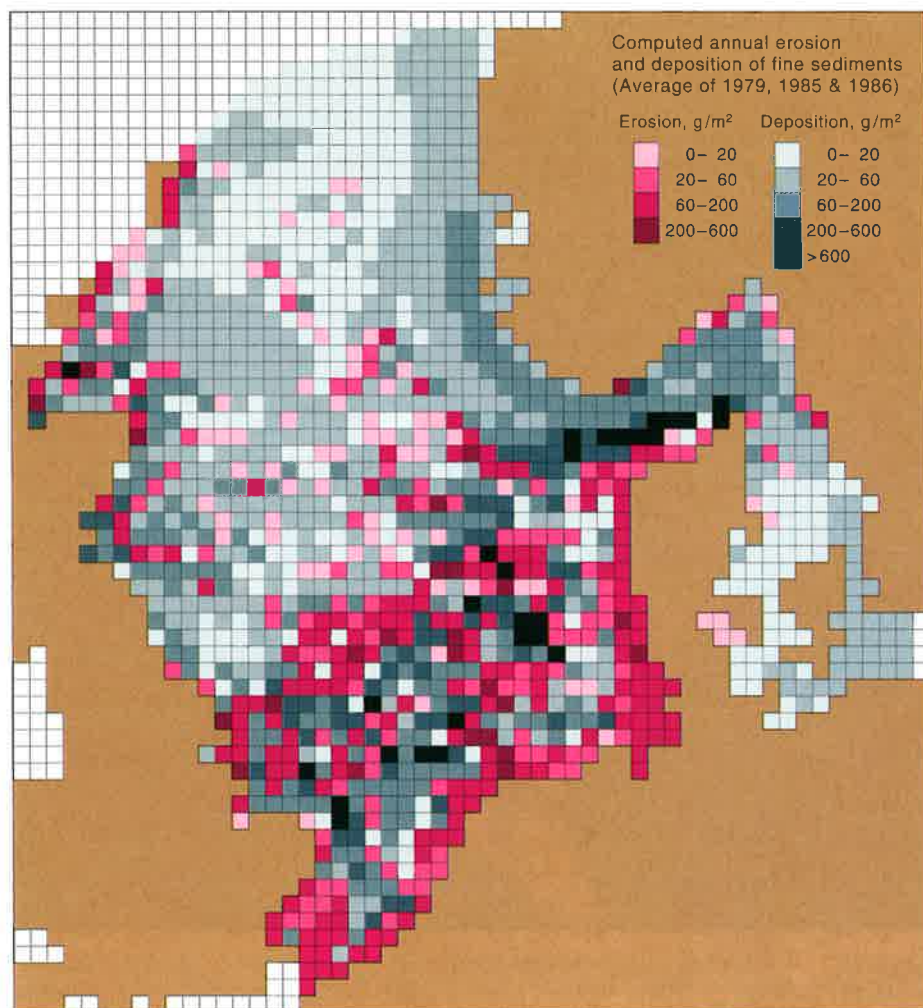 Computed annual erosion
and deposition of fine sediments
(Average of 1979, 1985 & 1986)
Erosion, g/m² Deposition, g/m²
0– 20 0– 20
20– 60 20– 60
60–200 60–200
200–600 200–600
>600